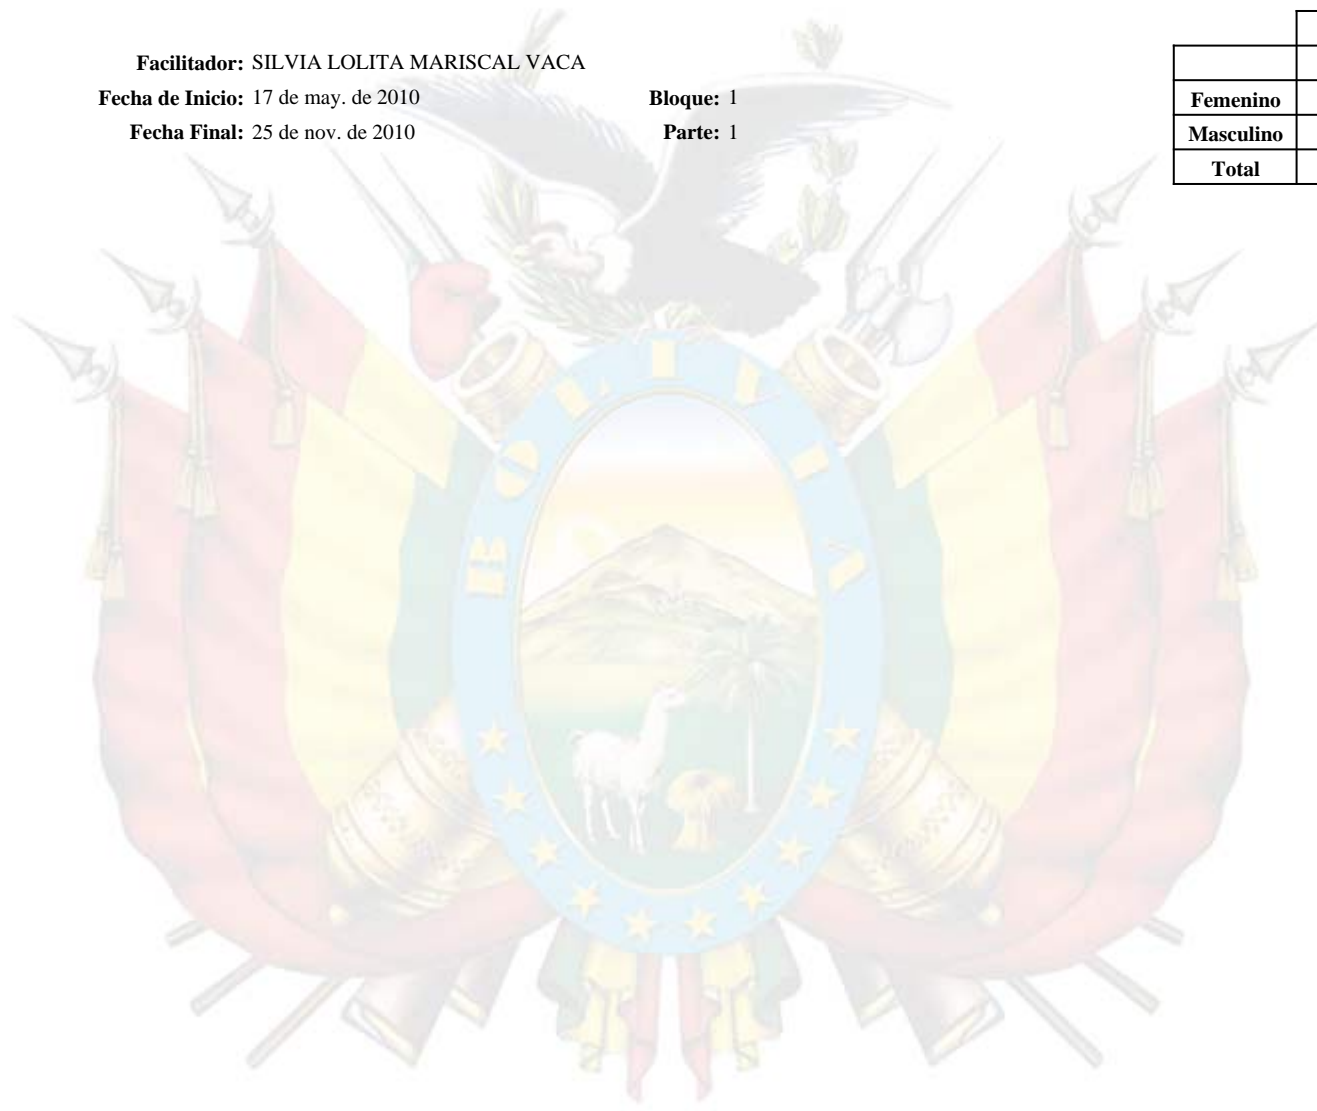 Facilitador: SILVIA LOLITA MARISCAL VACA
Fecha de Inicio: 17 de may. de 2010 Bloque: 1
Fecha Final: 25 de nov. de 2010 Parte: 1
Femenino
Masculino
Total
BOLIVIA